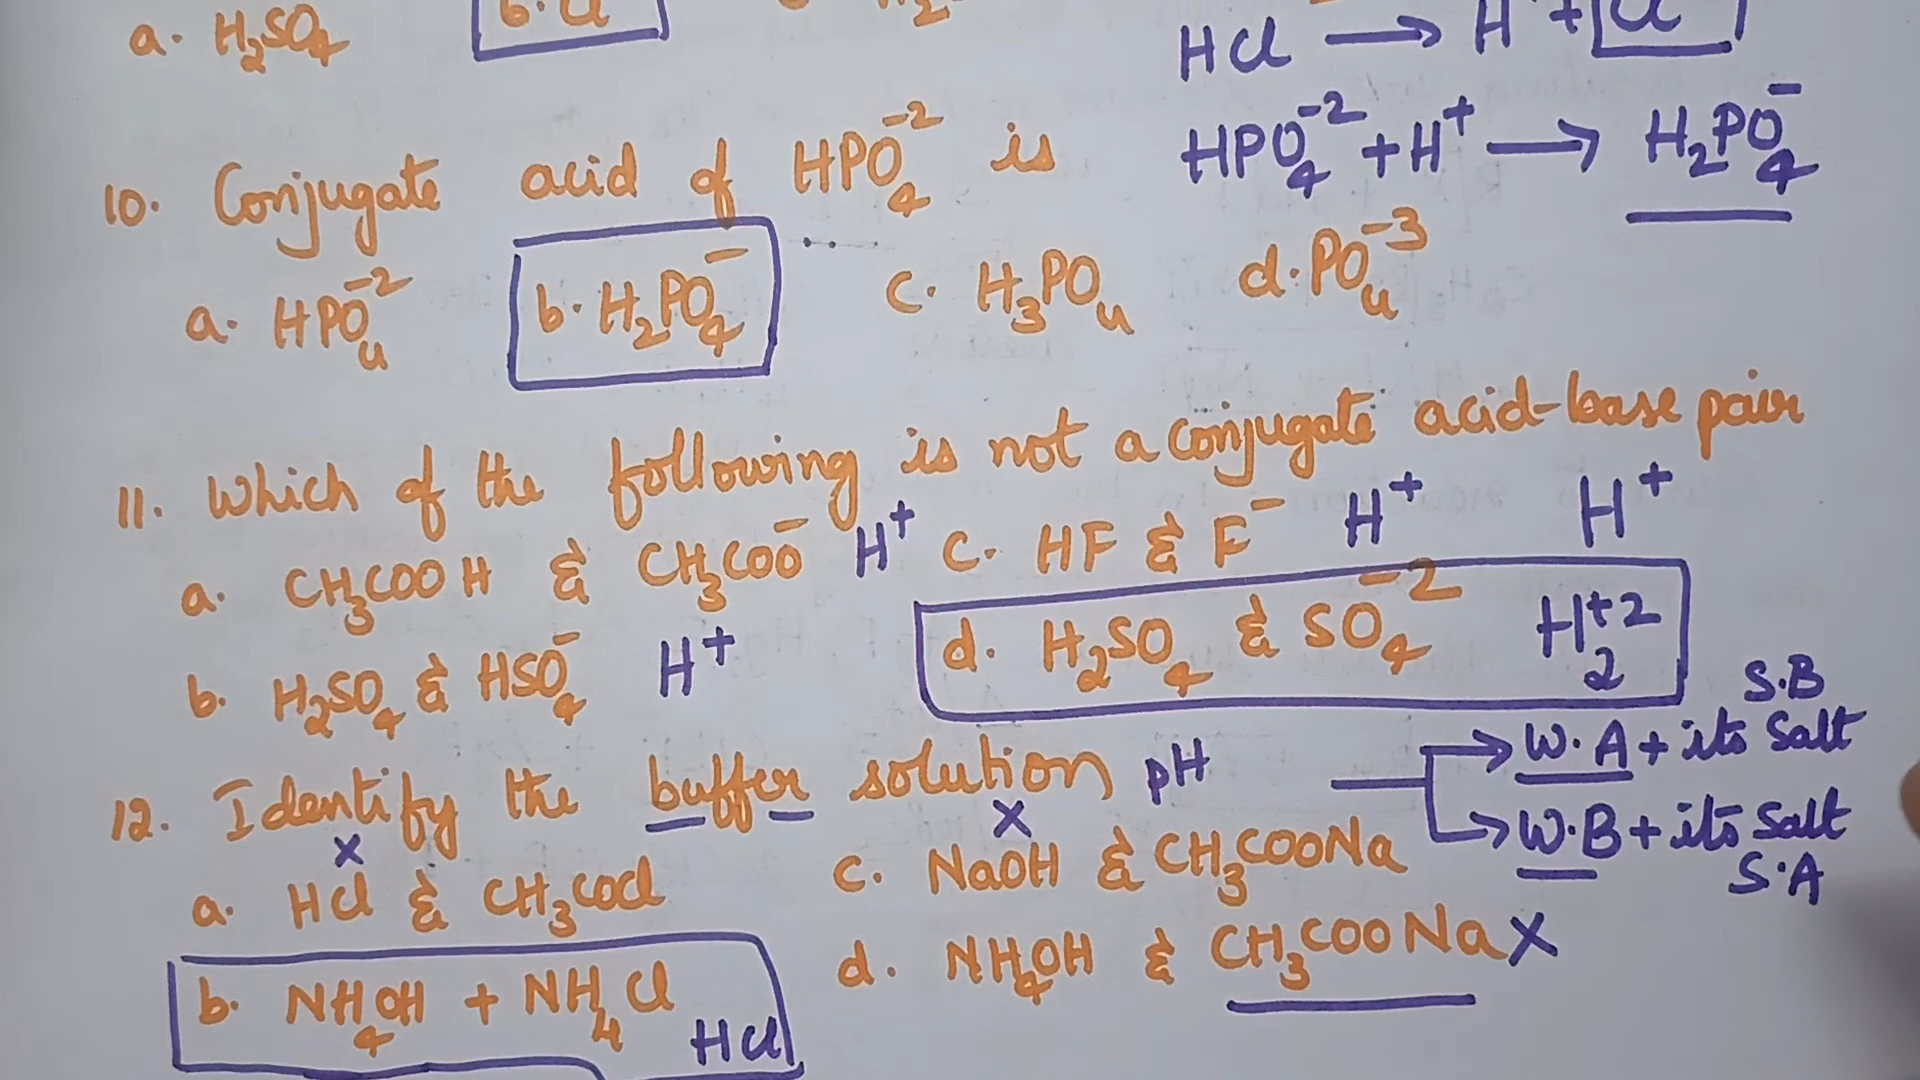 a. H₂SO₄ b. Cl⁻
HCl → H⁺ + Cl⁻
10. Conjugate acid of HPO₄⁻² is
HPO₄⁻² + H⁺ → H₂PO₄⁻
a. HPO₄⁻² b. H₂PO₄⁻ c. H₃PO₄ d. PO₄⁻³
11. Which of the following is not a conjugate acid-base pair
a. CH₃COOH & CH₃COO⁻ H⁺ c. HF & F⁻ H⁺ H⁺
b. H₂SO₄ & HSO₄⁻ H⁺ d. H₂SO₄ & SO₄⁻² H₂⁺²
12. Identify the buffer solution pH
S.B
W.A + its Salt
W.B + its Salt
S.A
x x
a. HCl & CH₃COCl c. NaOH & CH₃COONa
b. NH₄OH + NH₄Cl HCl d. NH₄OH & CH₃COONa x